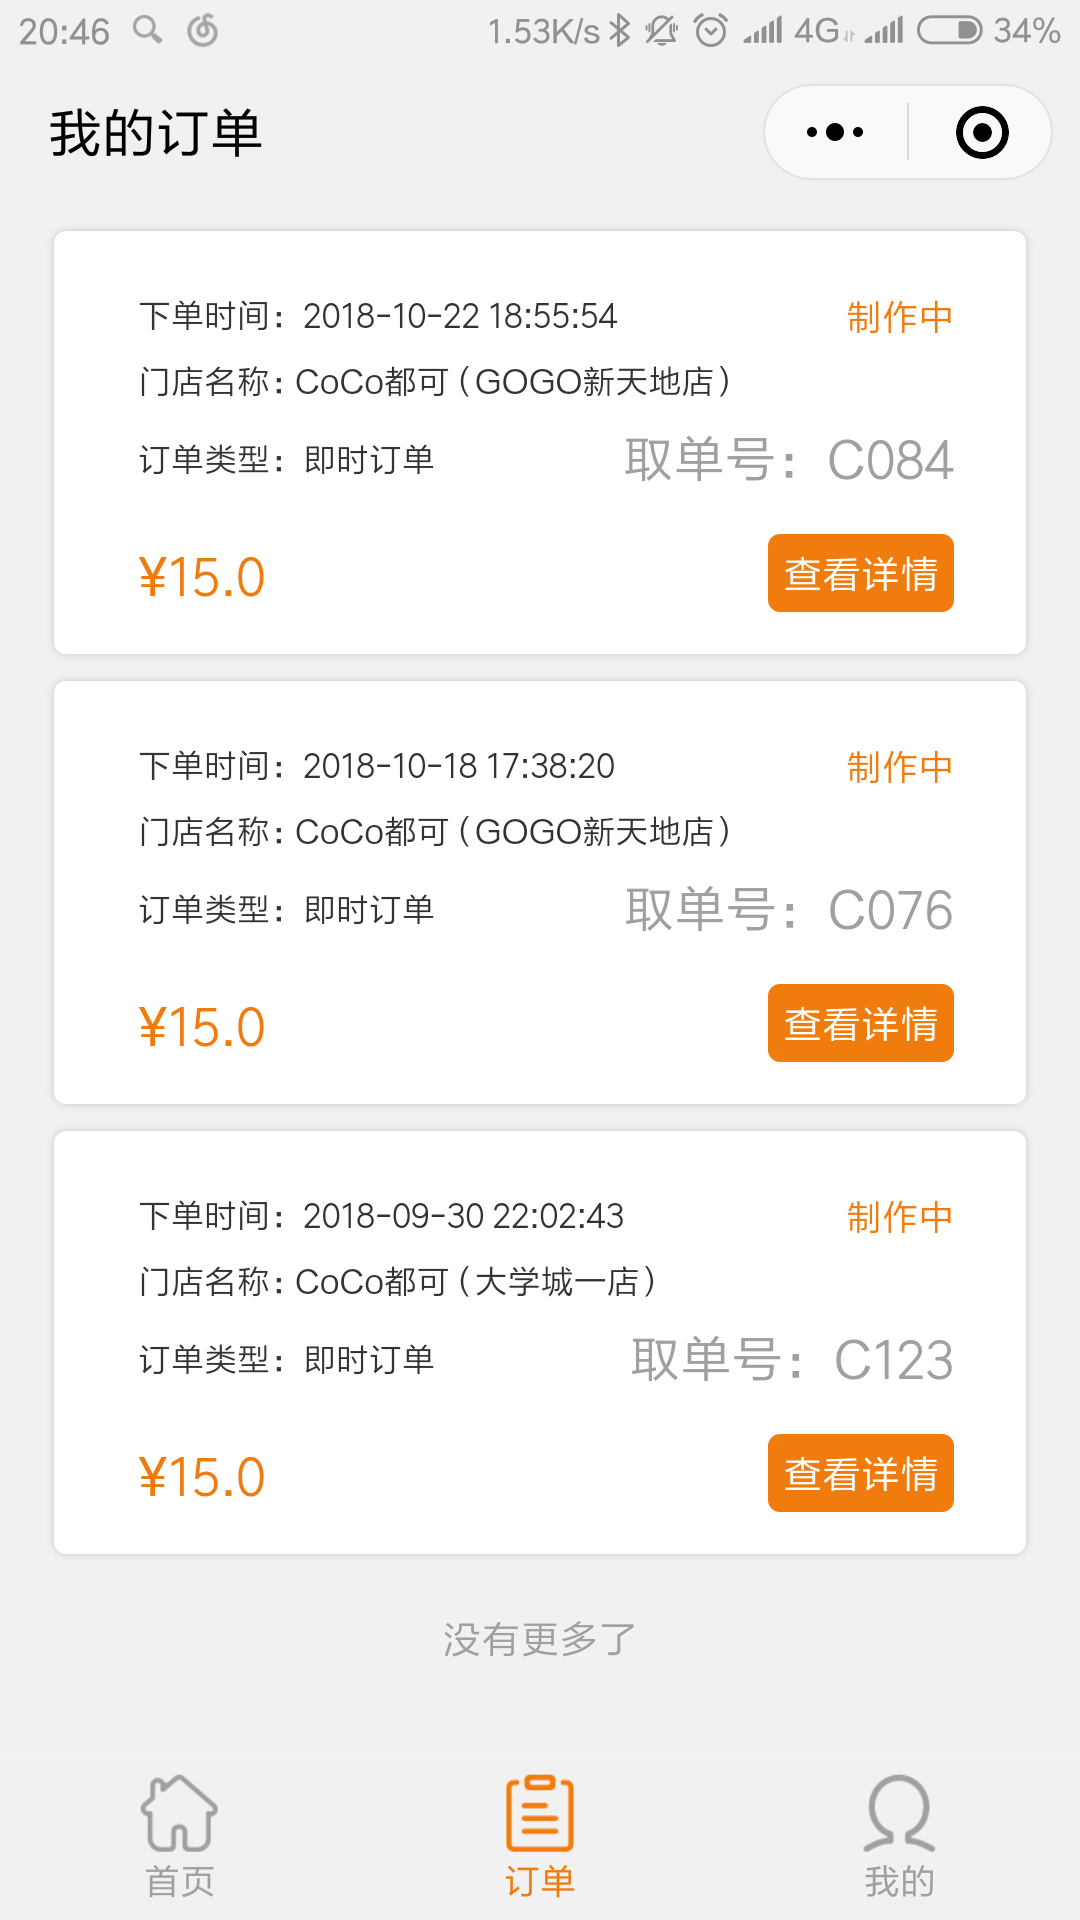 20:46 1.53K/s 4G 34%
我的订单
下单时间：2018-10-22 18:55:54 制作中
门店名称：CoCo都可（GOGO新天地店）
订单类型：即时订单 取单号：C084
¥15.0 查看详情
下单时间：2018-10-18 17:38:20 制作中
门店名称：CoCo都可（GOGO新天地店）
订单类型：即时订单 取单号：C076
¥15.0 查看详情
下单时间：2018-09-30 22:02:43 制作中
门店名称：CoCo都可（大学城一店）
订单类型：即时订单 取单号：C123
¥15.0 查看详情
没有更多了
首页 订单 我的